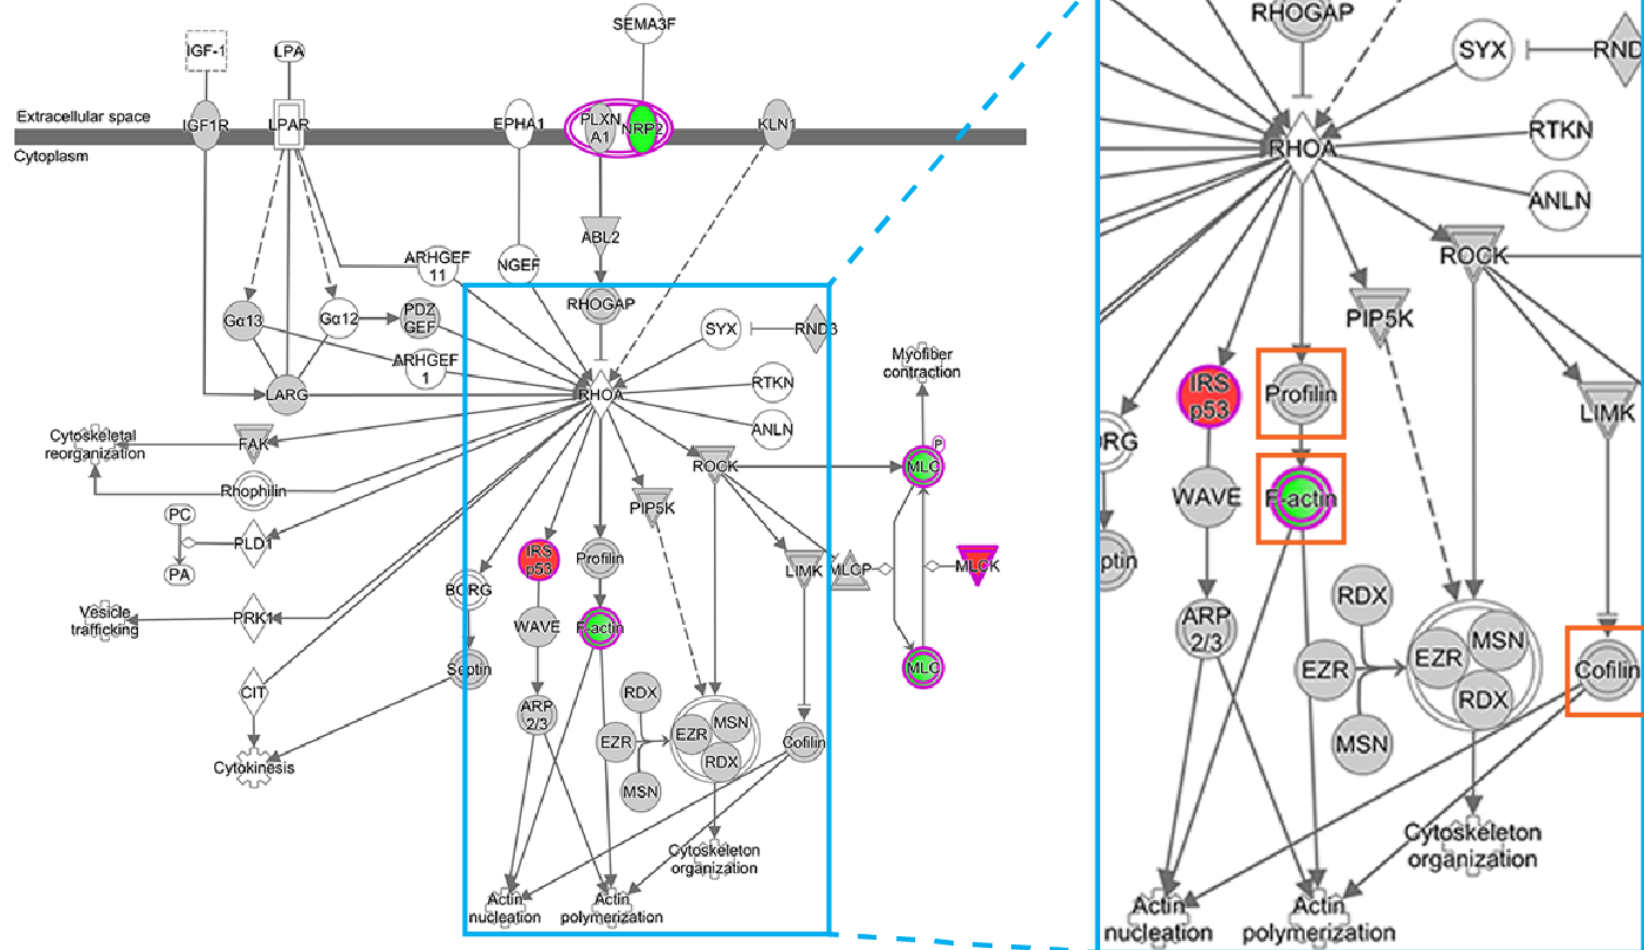 SEMA3F
IGF-1
LPA
Extracellular space
IGF1R
LPAR
EPHA1
PLXN
A1
NRP2
KLN1
Cytoplasm
ABL2
ARHGEF
11
NGEF
RHOGAP
Gα13
Gα12
PDZ
GEF
SYX
RND3
ARHGEF
1
Myofiber
contraction
LARG
RHOA
RTKN
ANLN
Cytoskeletal
reorganization
FAK
ROCK
P
MLC
Rhophilin
PIP5K
PC
PLD1
PA
IRS
p53
Profilin
LIMK
MLCP
MLCK
BORG
Vesicle
trafficking
PRK1
WAVE
F-actin
Septin
MLC
CIT
RDX
ARP
2/3
EZR
EZR
MSN
RDX
Cofilin
MSN
Cytokinesis
Cytoskeleton
organization
Actin
nucleation
Actin
polymerization
RHOGAP
SYX
RND
RHOA
RTKN
ANLN
ROCK
PIP5K
IRS
p53
Profilin
LIMK
ORG
WAVE
F-actin
ptin
RDX
ARP
2/3
EZR
EZR
MSN
RDX
Cofilin
MSN
Cytoskeleton
organization
Actin
nucleation
Actin
polymerization